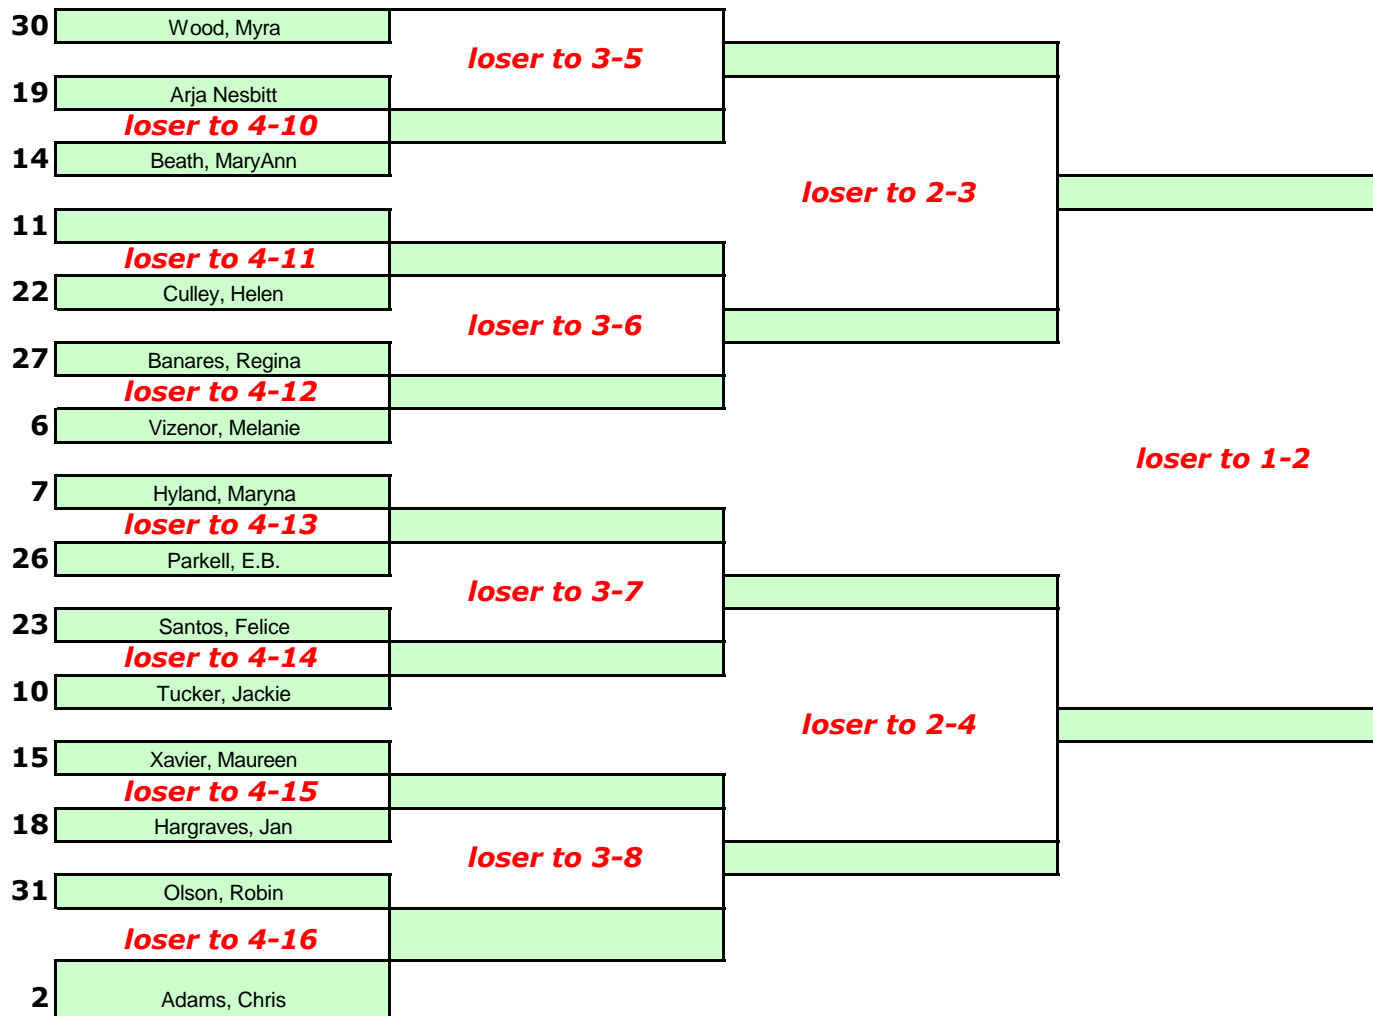 30 Wood, Myra
loser to 3-5
19 Arja Nesbitt
loser to 4-10
14 Beath, MaryAnn
loser to 2-3
11
loser to 4-11
22 Culley, Helen
loser to 3-6
27 Banares, Regina
loser to 4-12
6 Vizenor, Melanie
loser to 1-2
7 Hyland, Maryna
loser to 4-13
26 Parkell, E.B.
loser to 3-7
23 Santos, Felice
loser to 4-14
10 Tucker, Jackie
loser to 2-4
15 Xavier, Maureen
loser to 4-15
18 Hargraves, Jan
loser to 3-8
31 Olson, Robin
loser to 4-16
2 Adams, Chris